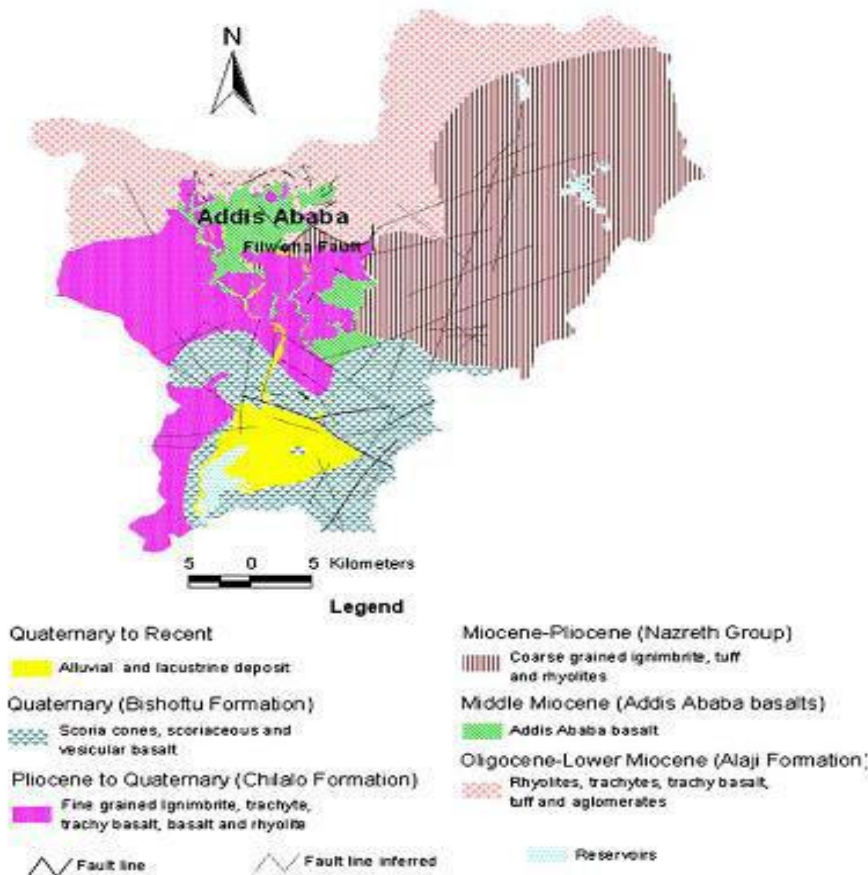 N
Addis Ababa
Filwoha Fault
5 0 5 Kilometers
Legend
Quaternary to Recent
Alluvial and lacustrine deposit
Quaternary (Bishoftu Formation)
Scoria cones, scoriaceous and
vesicular basalt
Pliocene to Quaternary (Chilalo Formation)
Fine grained Ignimbrite, trachyte,
trachy basalt, basalt and rhyolite
Miocene-Pliocene (Nazreth Group)
Coarse grained ignimbrite, tuff
and rhyolites
Middle Miocene (Addis Ababa basalts)
Addis Ababa basalt
Oligocene-Lower Miocene (Alaji Formation)
Rhyolites, trachytes, trachy basalt,
tuff and aglomerates
Fault line
Fault line inferred
Reservoirs